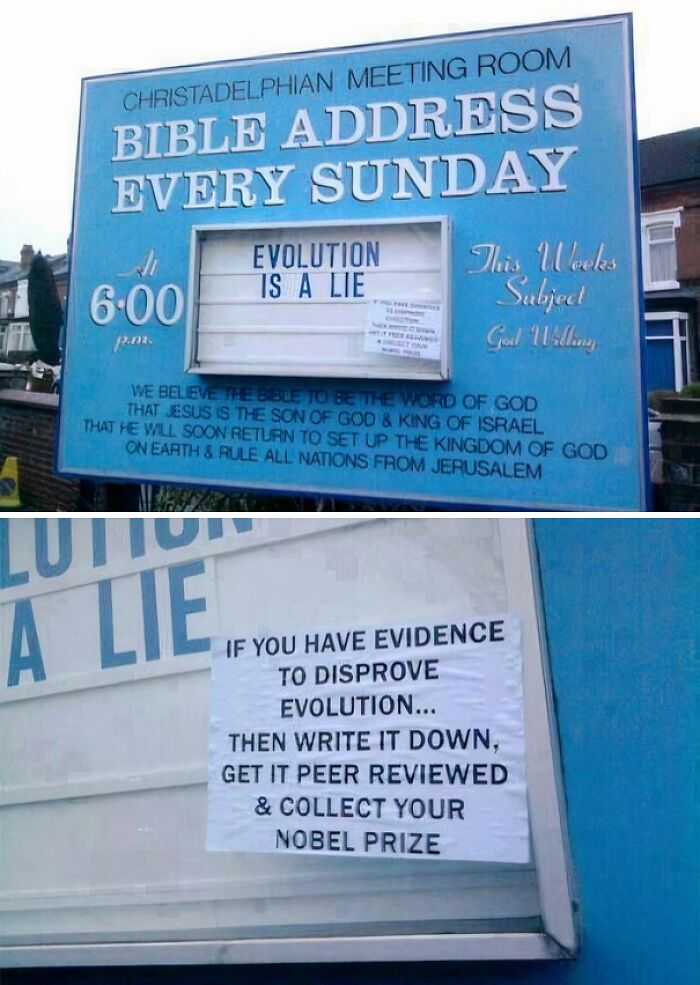 CHRISTADELPHIAN MEETING ROOM
BIBLE ADDRESS
EVERY SUNDAY
At
6·00
p.m.
EVOLUTION
IS A LIE
This Weeks
Subject
God Willing
WE BELIEVE THE BIBLE TO BE THE WORD OF GOD
THAT JESUS IS THE SON OF GOD & KING OF ISRAEL
THAT HE WILL SOON RETURN TO SET UP THE KINGDOM OF GOD
ON EARTH & RULE ALL NATIONS FROM JERUSALEM
LUTION
A LIE
IF YOU HAVE EVIDENCE
TO DISPROVE
EVOLUTION...
THEN WRITE IT DOWN,
GET IT PEER REVIEWED
& COLLECT YOUR
NOBEL PRIZE